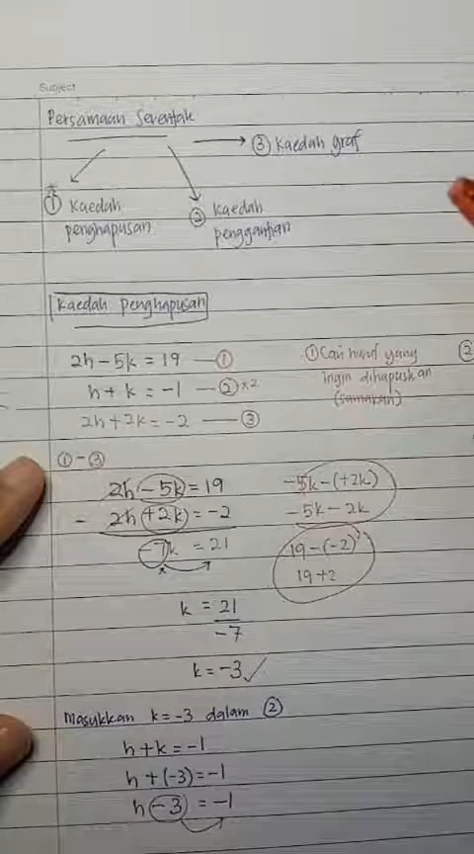 Subject
Persamaan Serentak
③ Kaedah graf
① Kaedah
penghapusan
② Kaedah
penggantian
Kaedah penghapusan
2h - 5k = 19 — ①
h + k = -1 — ② ×2
2h + 2k = -2 — ③
① Cari huruf yang
ingin dihapuskan
(samakan)
②
① - ③
2h - 5k = 19
- 2h + 2k = -2
-7k = 21
-5k - (+2k)
-5k - 2k
19 - (-2)
19 + 2
k = 21
-7
k = -3 ✓
Masukkan k = -3 dalam ②
h + k = -1
h + (-3) = -1
h - 3 = -1